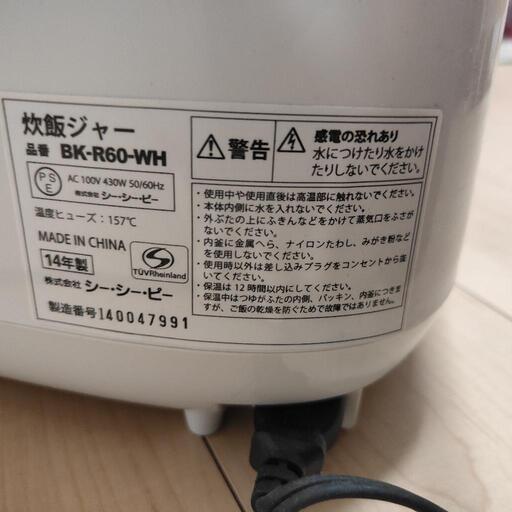 炊飯ジャー
品番 BK-R60-WH
PSE
AC 100V 430W 50/60Hz
株式会社 シー・シー・ピー
温度ヒューズ：157℃
MADE IN CHINA
14年製
TÜVRheinland
株式会社 シー・シー・ピー
製造番号140047991
警告
感電の恐れあり
水につけたり水をかけ
たりしないでください。
・使用中や使用直後は高温部に触れないでください。
・本体内側に水を入れないでください。
・外ぶたの上にふきんなどをかけて蒸気口をふさが
ないでください。
・内釜に金属へら、ナイロンたわし、みがき粉など
を使用しないでください。
・使用時以外は差し込みプラグをコンセントから抜
いてください。
・保温は12時間以内にしてください。
・保温中はつゆがふたの内側、パッキン、内釜につきま
すが、ご飯の乾燥を防ぐためで故障ではありません。